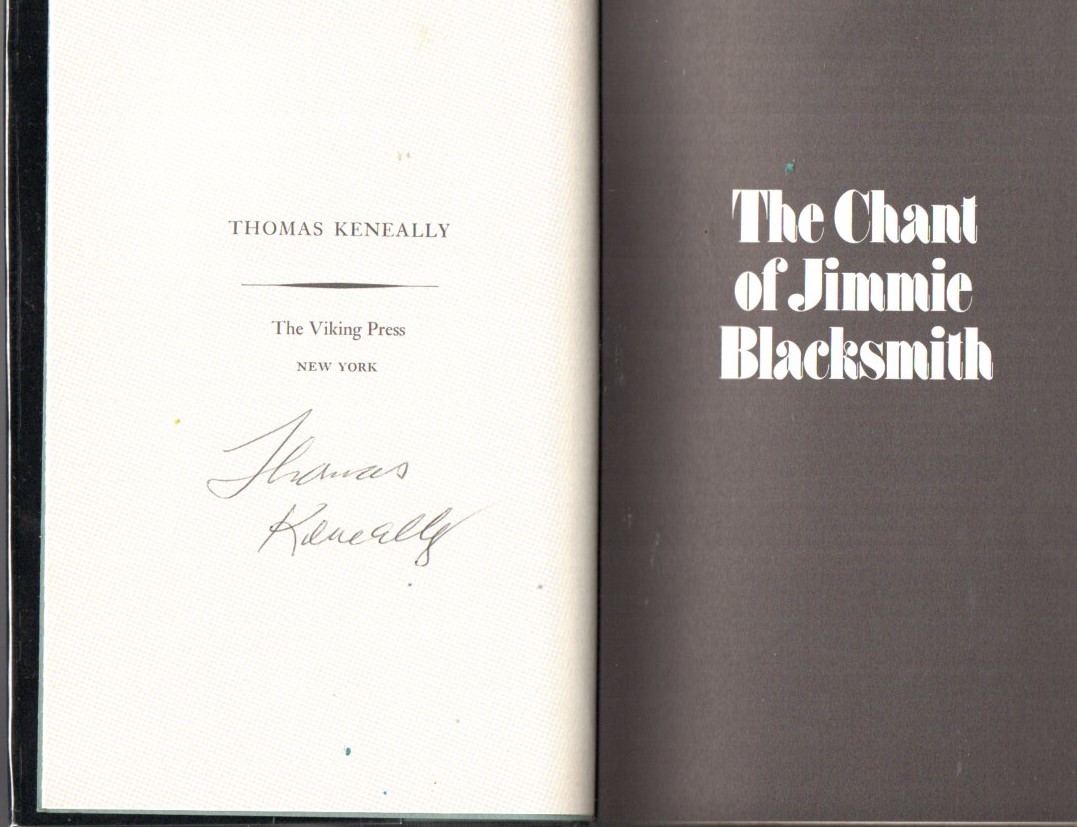 THOMAS KENEALLY
The Viking Press
NEW YORK
Thomas
Keneally
The Chant
of Jimmie
Blacksmith